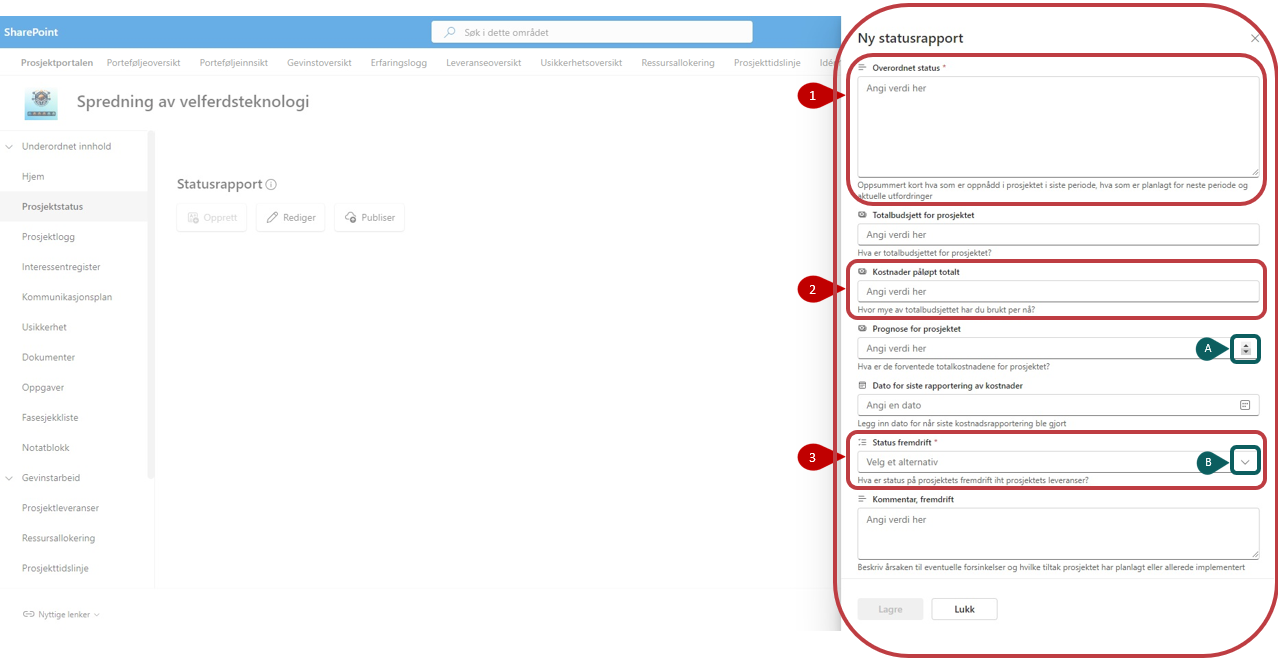 SharePoint
Søk i dette området
Prosjektportalen Porteføljeoversikt Porteføljeinnsikt Gevinstoversikt Erfaringslogg Leveranseoversikt Usikkerhetsoversikt Ressursallokering Prosjekttidslinje
Spredning av velferdsteknologi
Underordnet innhold
Hjem
Prosjektstatus
Prosjektlogg
Interessentregister
Kommunikasjonsplan
Usikkerhet
Dokumenter
Oppgaver
Fasesjekkliste
Notatblokk
Gevinstarbeid
Prosjektleveranser
Ressursallokering
Prosjekttidslinje
Nyttige lenker
Statusrapport
Opprett Rediger Publiser
Ny statusrapport
1
Overordnet status *
Angi verdi her
Oppsummert kort hva som er oppnådd i prosjektet i siste periode, hva som er planlagt for neste periode og
aktuelle utfordringer
Totalbudsjett for prosjektet
Angi verdi her
Hva er totalbudsjettet for prosjektet?
2
Kostnader påløpt totalt
Angi verdi her
Hvor mye av totalbudsjettet har du brukt per nå?
Prognose for prosjektet
Angi verdi her
A
Hva er de forventede totalkostnadene for prosjektet?
Dato for siste rapportering av kostnader
Angi en dato
Legg inn dato for når siste kostnadsrapportering ble gjort
3
Status fremdrift *
Velg et alternativ
B
Hva er status på prosjektets fremdrift iht prosjektets leveranser?
Kommentar, fremdrift
Angi verdi her
Beskriv årsaken til eventuelle forsinkelser og hvilke tiltak prosjektet har planlagt eller allerede implementert
Lagre Lukk